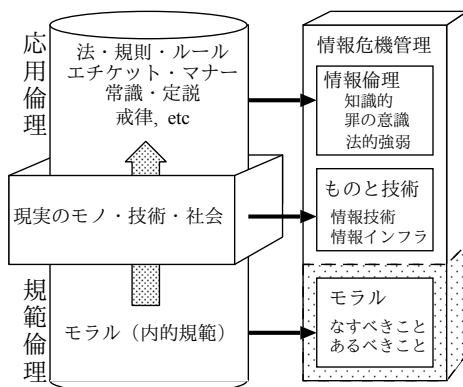 応用倫理
法・規則・ルール
エチケット・マナー
常識・定説
戒律, etc
現実のモノ・技術・社会
規範倫理
モラル（内的規範）
情報危機管理
情報倫理
知識的
罪の意識
法的強弱
ものと技術
情報技術
情報インフラ
モラル
なすべきこと
あるべきこと